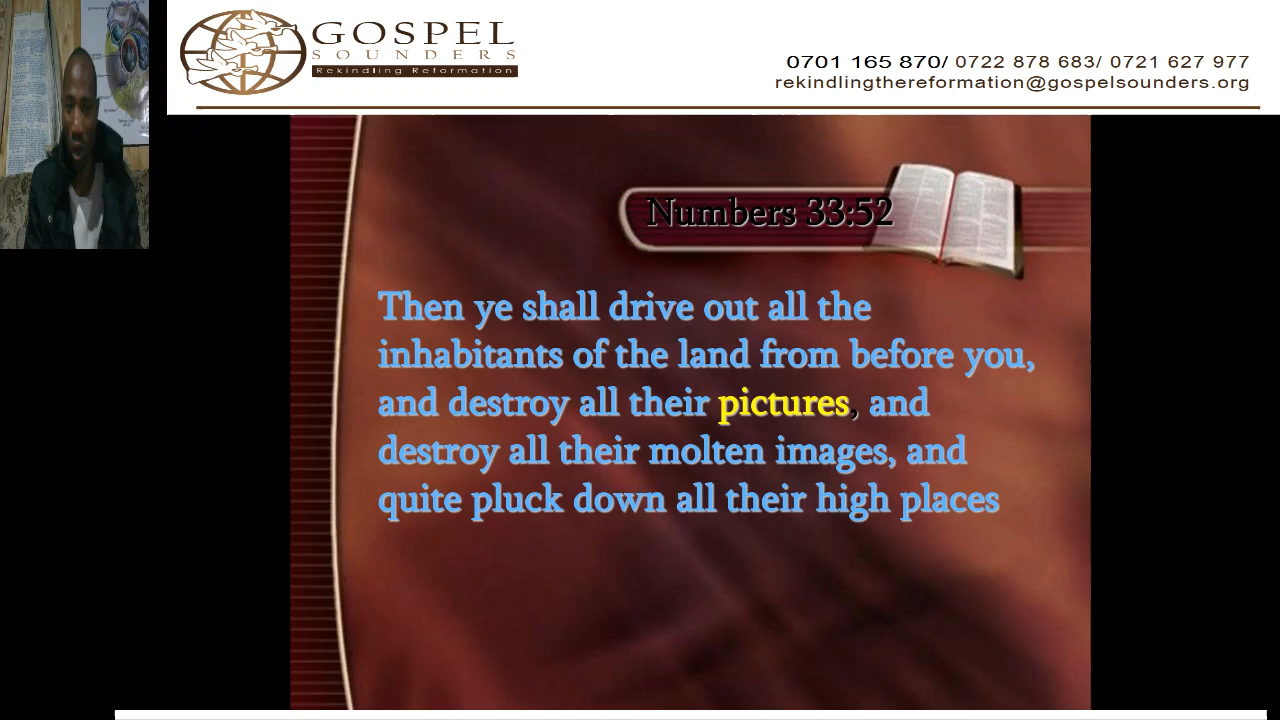 GOSPEL
SOUNDERS
Rekindling Reformation
0701 165 870/ 0722 878 683/ 0721 627 977
rekindlingthereformation@gospelsounders.org
Numbers 33:52
Then ye shall drive out all the
inhabitants of the land from before you,
and destroy all their pictures, and
destroy all their molten images, and
quite pluck down all their high places